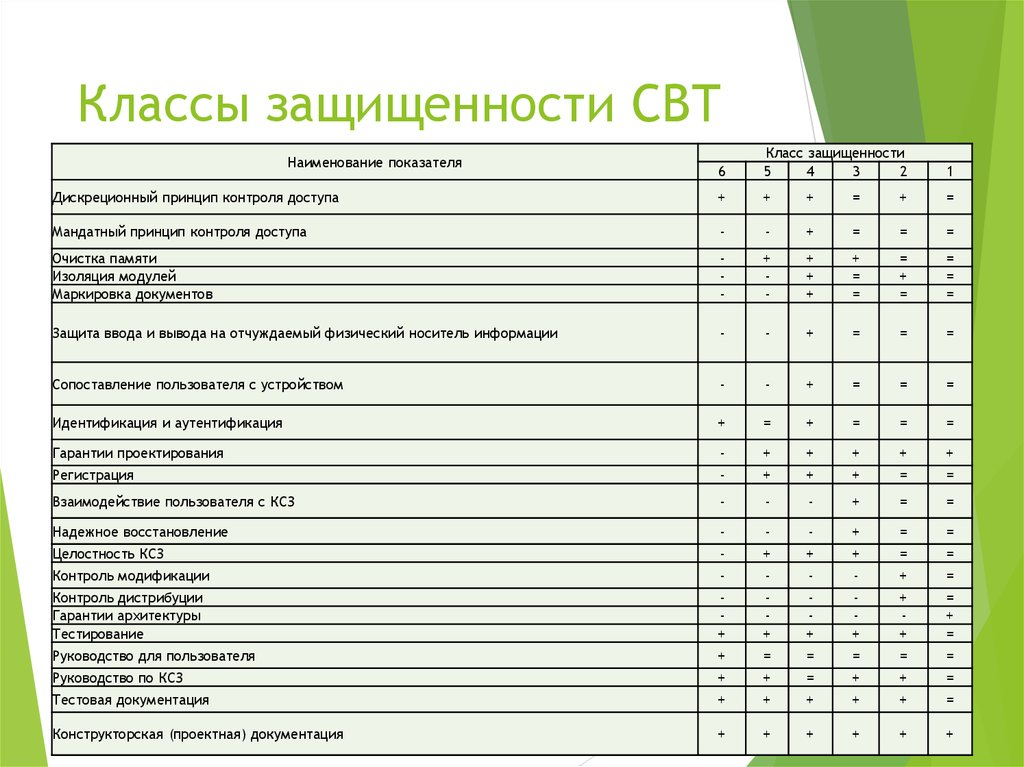 Классы защищенности СВТ
Наименование показателя
Класс защищенности
6 5 4 3 2 1
Дискреционный принцип контроля доступа + + + = + =
Мандатный принцип контроля доступа - - + = = =
Очистка памяти - + + + = =
Изоляция модулей - - + = + =
Маркировка документов - - + = = =
Защита ввода и вывода на отчуждаемый физический носитель информации - - + = = =
Сопоставление пользователя с устройством - - + = = =
Идентификация и аутентификация + = + = = =
Гарантии проектирования - + + + + +
Регистрация - + + + = =
Взаимодействие пользователя с КСЗ - - - + = =
Надежное восстановление - - - + = =
Целостность КСЗ - + + + = =
Контроль модификации - - - - + =
Контроль дистрибуции - - - - + =
Гарантии архитектуры - - - - - +
Тестирование + + + + + =
Руководство для пользователя + = = = = =
Руководство по КСЗ + + = + + =
Тестовая документация + + + + + =
Конструкторская (проектная) документация + + + + + +